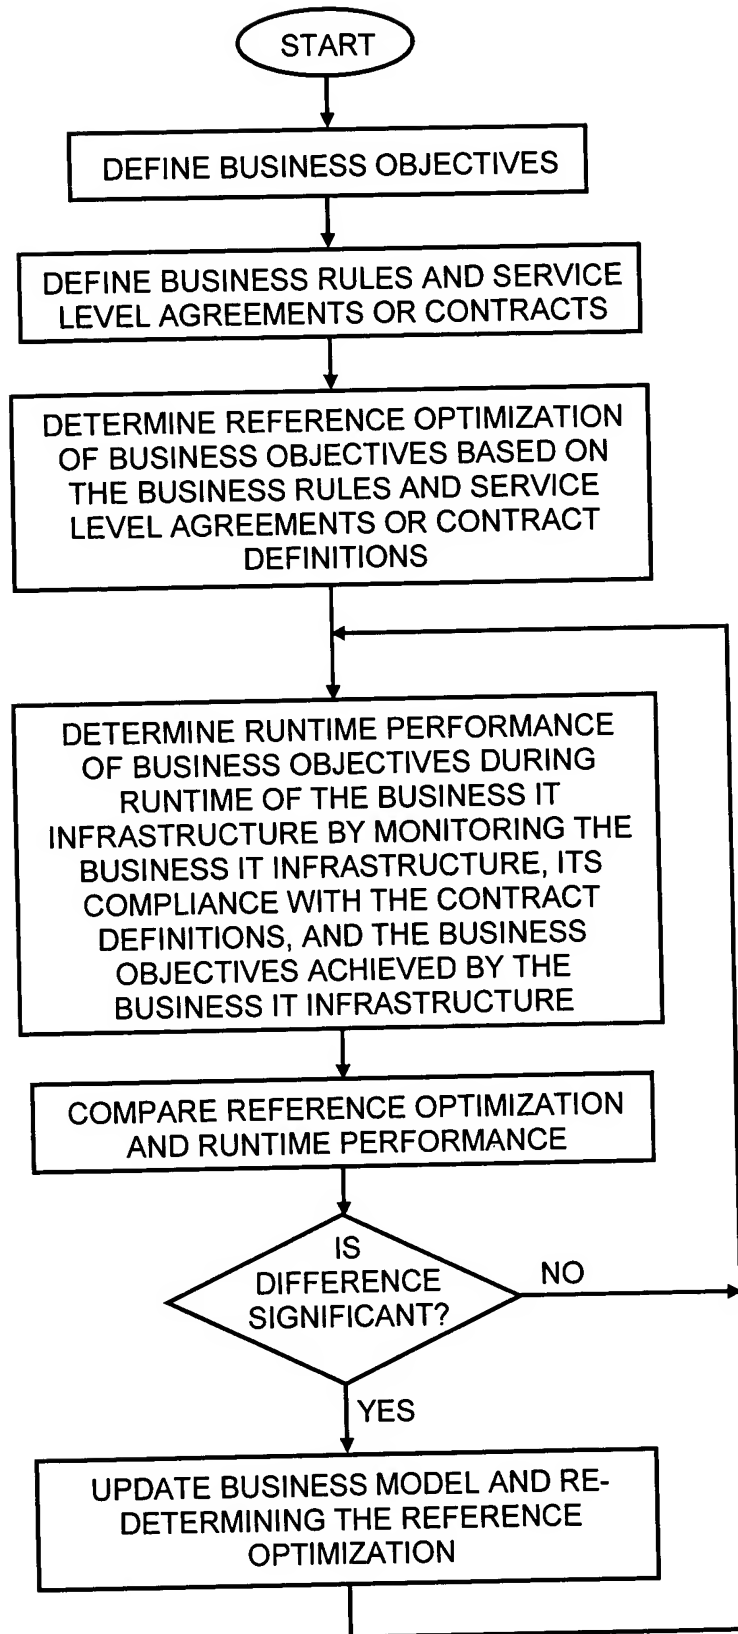 START
DEFINE BUSINESS OBJECTIVES
DEFINE BUSINESS RULES AND SERVICE
LEVEL AGREEMENTS OR CONTRACTS
DETERMINE REFERENCE OPTIMIZATION
OF BUSINESS OBJECTIVES BASED ON
THE BUSINESS RULES AND SERVICE
LEVEL AGREEMENTS OR CONTRACT
DEFINITIONS
DETERMINE RUNTIME PERFORMANCE
OF BUSINESS OBJECTIVES DURING
RUNTIME OF THE BUSINESS IT
INFRASTRUCTURE BY MONITORING THE
BUSINESS IT INFRASTRUCTURE, ITS
COMPLIANCE WITH THE CONTRACT
DEFINITIONS, AND THE BUSINESS
OBJECTIVES ACHIEVED BY THE
BUSINESS IT INFRASTRUCTURE
COMPARE REFERENCE OPTIMIZATION
AND RUNTIME PERFORMANCE
IS
DIFFERENCE
SIGNIFICANT?
NO
YES
UPDATE BUSINESS MODEL AND RE-
DETERMINING THE REFERENCE
OPTIMIZATION